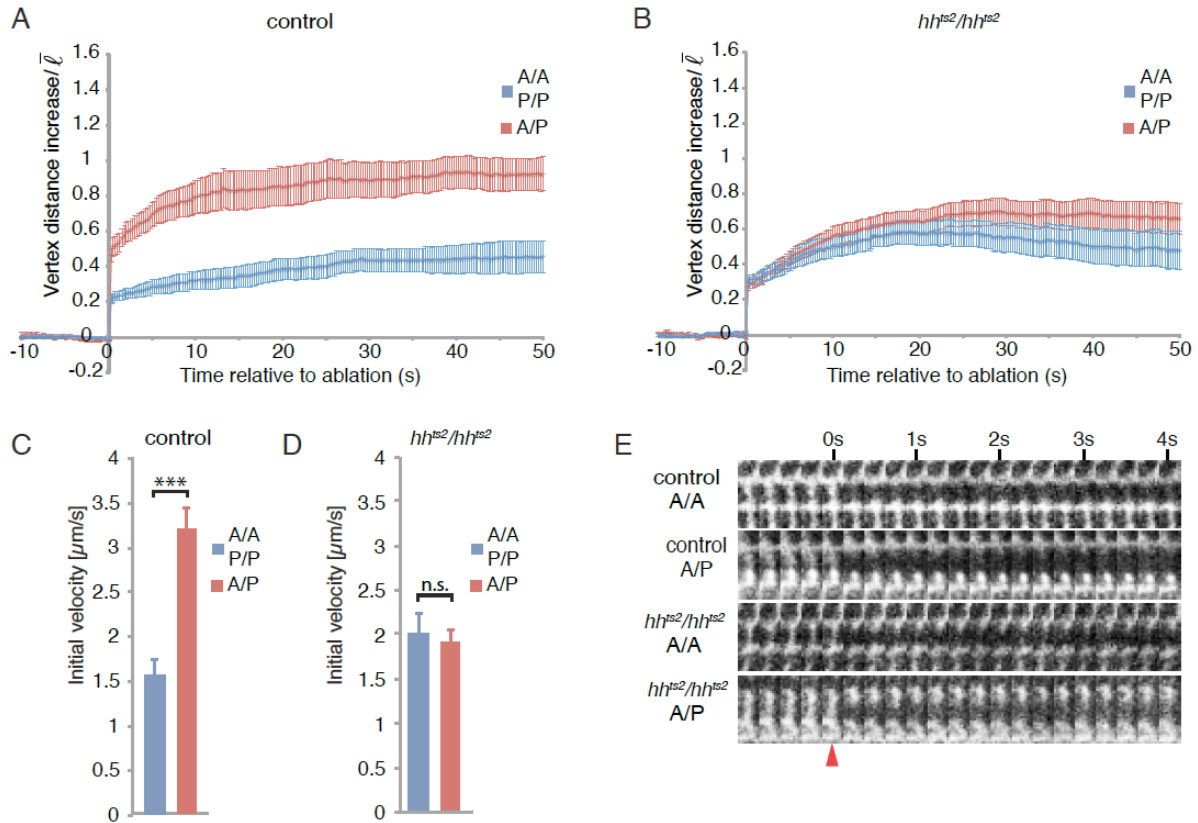 A
control
Vertex distance increase/ ℓ̅
1.6
1.4
1.2
1
0.8
0.6
0.4
0.2
0
-0.2
-10
0
10
20
30
40
50
Time relative to ablation (s)
A/A
P/P
A/P
B
hhts2/hhts2
Vertex distance increase/ ℓ̅
1.6
1.4
1.2
1
0.8
0.6
0.4
0.2
0
-0.2
-10
0
10
20
30
40
50
Time relative to ablation (s)
A/A
P/P
A/P
C
control
Initial velocity [µm/s]
4
3.5
3
2.5
2
1.5
1
0.5
0
***
A/A
P/P
A/P
D
hhts2/hhts2
Initial velocity [µm/s]
4
3.5
3
2.5
2
1.5
1
0.5
0
n.s.
A/A
P/P
A/P
E
0s 1s 2s 3s 4s
control
A/A
control
A/P
hhts2/hhts2
A/A
hhts2/hhts2
A/P